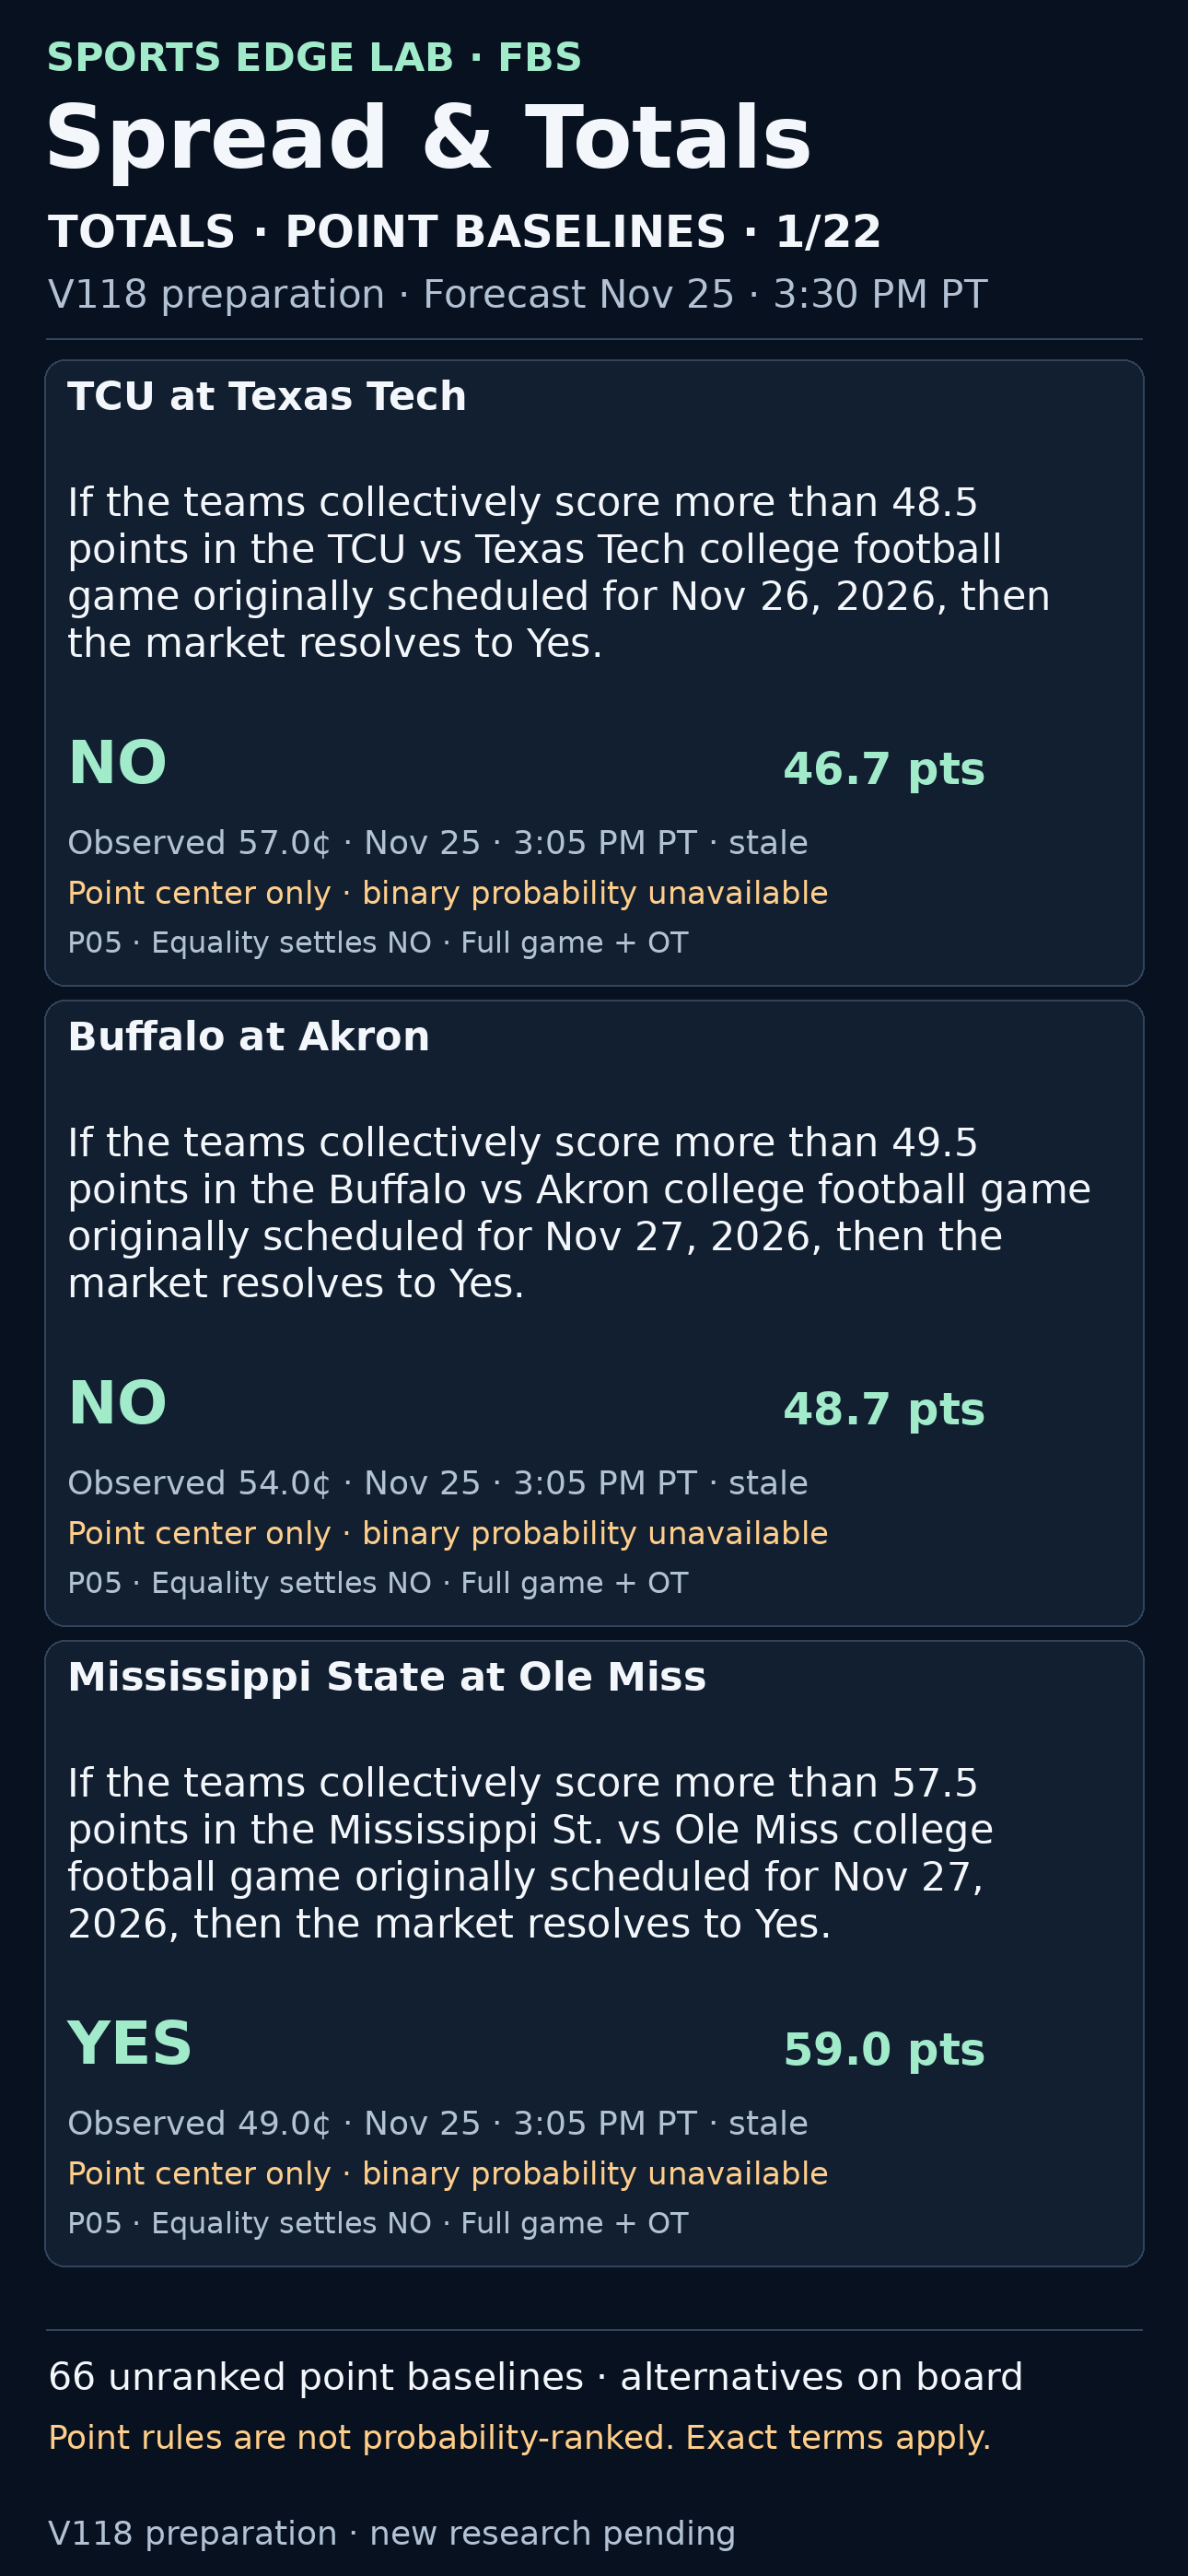 SPORTS EDGE LAB · FBS
Spread & Totals
TOTALS · POINT BASELINES · 1/22
V118 preparation · Forecast Nov 25 · 3:30 PM PT
TCU at Texas Tech
If the teams collectively score more than 48.5
points in the TCU vs Texas Tech college football
game originally scheduled for Nov 26, 2026, then
the market resolves to Yes.
NO 46.7 pts
Observed 57.0¢ · Nov 25 · 3:05 PM PT · stale
Point center only · binary probability unavailable
P05 · Equality settles NO · Full game + OT
Buffalo at Akron
If the teams collectively score more than 49.5
points in the Buffalo vs Akron college football game
originally scheduled for Nov 27, 2026, then the
market resolves to Yes.
NO 48.7 pts
Observed 54.0¢ · Nov 25 · 3:05 PM PT · stale
Point center only · binary probability unavailable
P05 · Equality settles NO · Full game + OT
Mississippi State at Ole Miss
If the teams collectively score more than 57.5
points in the Mississippi St. vs Ole Miss college
football game originally scheduled for Nov 27,
2026, then the market resolves to Yes.
YES 59.0 pts
Observed 49.0¢ · Nov 25 · 3:05 PM PT · stale
Point center only · binary probability unavailable
P05 · Equality settles NO · Full game + OT
66 unranked point baselines · alternatives on board
Point rules are not probability-ranked. Exact terms apply.
V118 preparation · new research pending